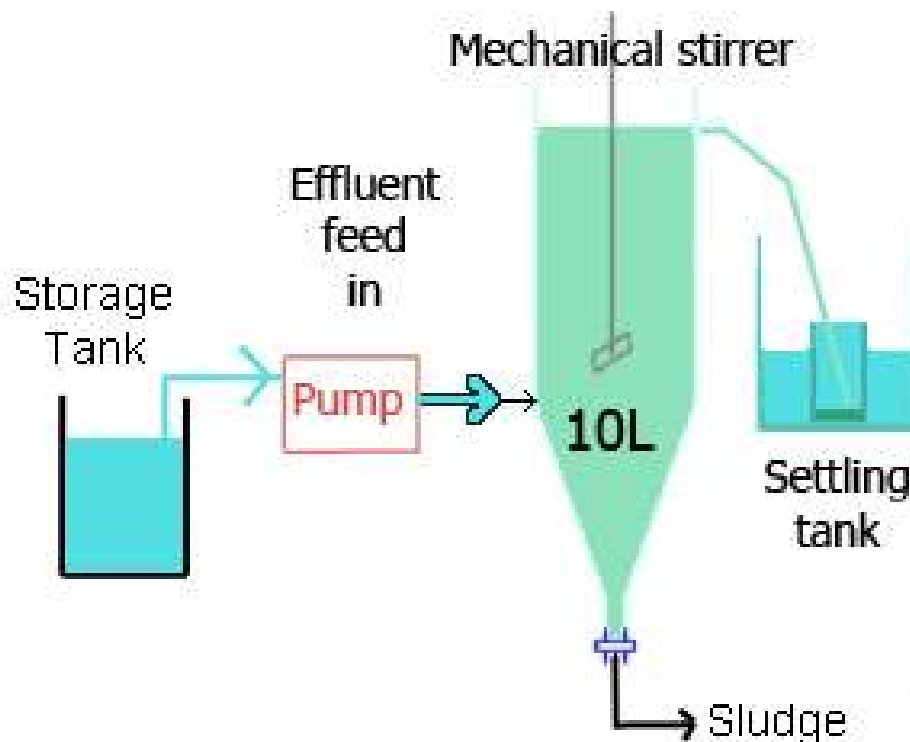 Mechanical stirrer
Effluent
feed
in
Storage
Tank
Pump
10L
Settling
tank
Sludge